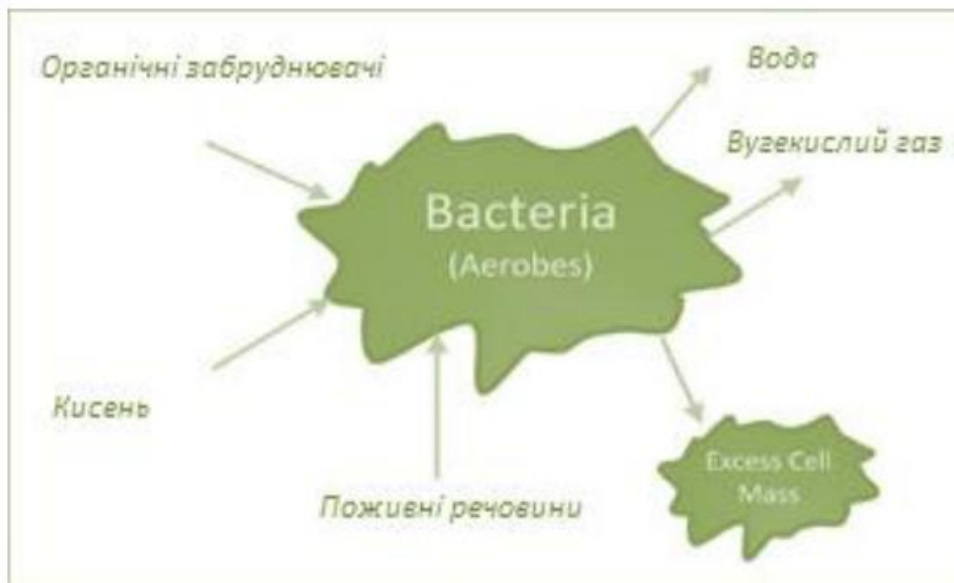 Органічні забруднювачі
Вода
Вугекислий газ
Bacteria
(Aerobes)
Кисень
Поживні речовини
Excess Cell
Mass